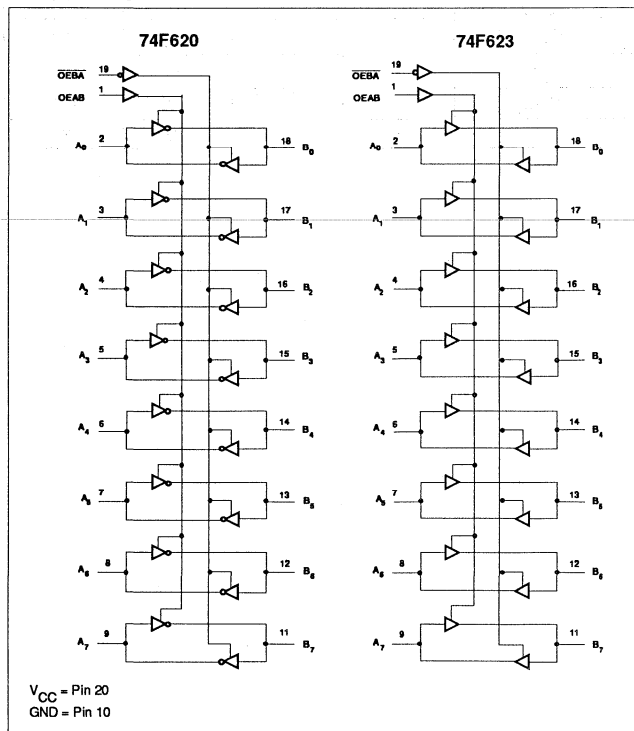 74F620
OEBA 19
OEAB 1
A0 2 18 B0
A1 3 17 B1
A2 4 16 B2
A3 5 15 B3
A4 6 14 B4
A5 7 13 B5
A6 8 12 B6
A7 9 11 B7
74F623
OEBA 19
OEAB 1
A0 2 18 B0
A1 3 17 B1
A2 4 16 B2
A3 5 15 B3
A4 6 14 B4
A5 7 13 B5
A6 8 12 B6
A7 9 11 B7
VCC = Pin 20
GND = Pin 10